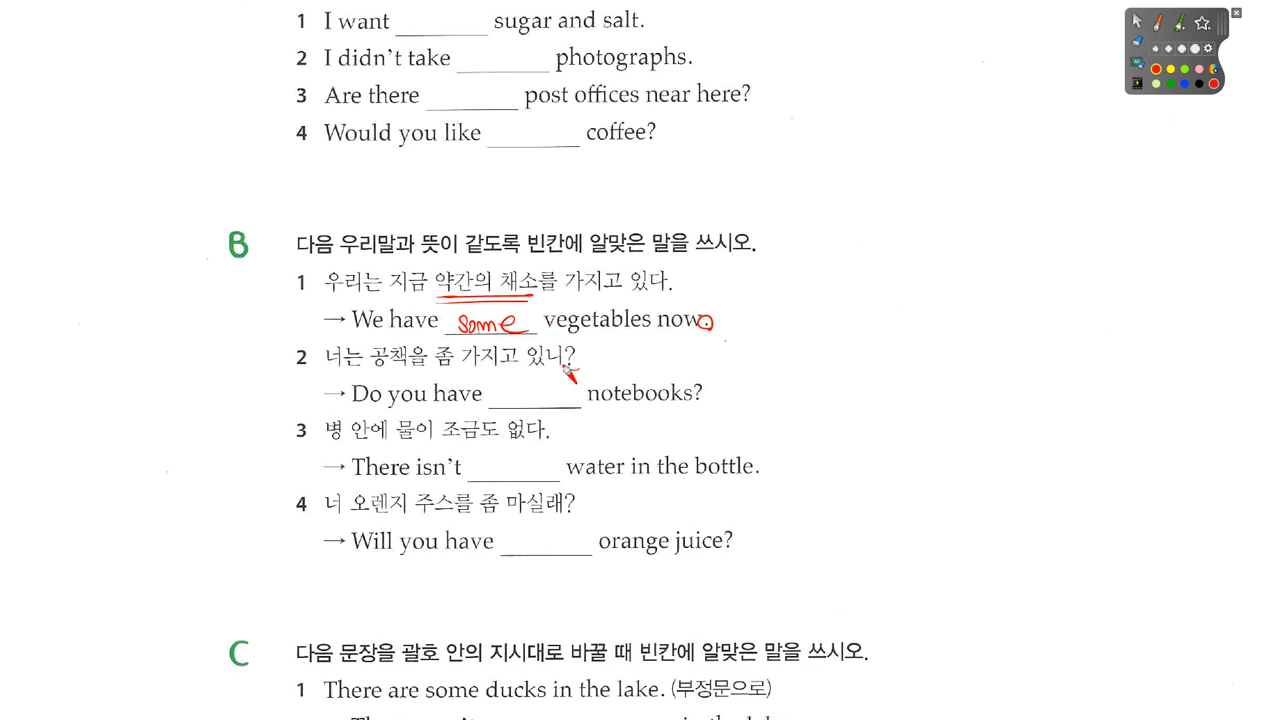 1 I want ________ sugar and salt.
2 I didn't take ________ photographs.
3 Are there ________ post offices near here?
4 Would you like ________ coffee?
B 다음 우리말과 뜻이 같도록 빈칸에 알맞은 말을 쓰시오.
1 우리는 지금 약간의 채소를 가지고 있다.
→ We have some vegetables now.
2 너는 공책을 좀 가지고 있니?
→ Do you have ________ notebooks?
3 병 안에 물이 조금도 없다.
→ There isn't ________ water in the bottle.
4 너 오렌지 주스를 좀 마실래?
→ Will you have ________ orange juice?
C 다음 문장을 괄호 안의 지시대로 바꿀 때 빈칸에 알맞은 말을 쓰시오.
1 There are some ducks in the lake. (부정문으로)